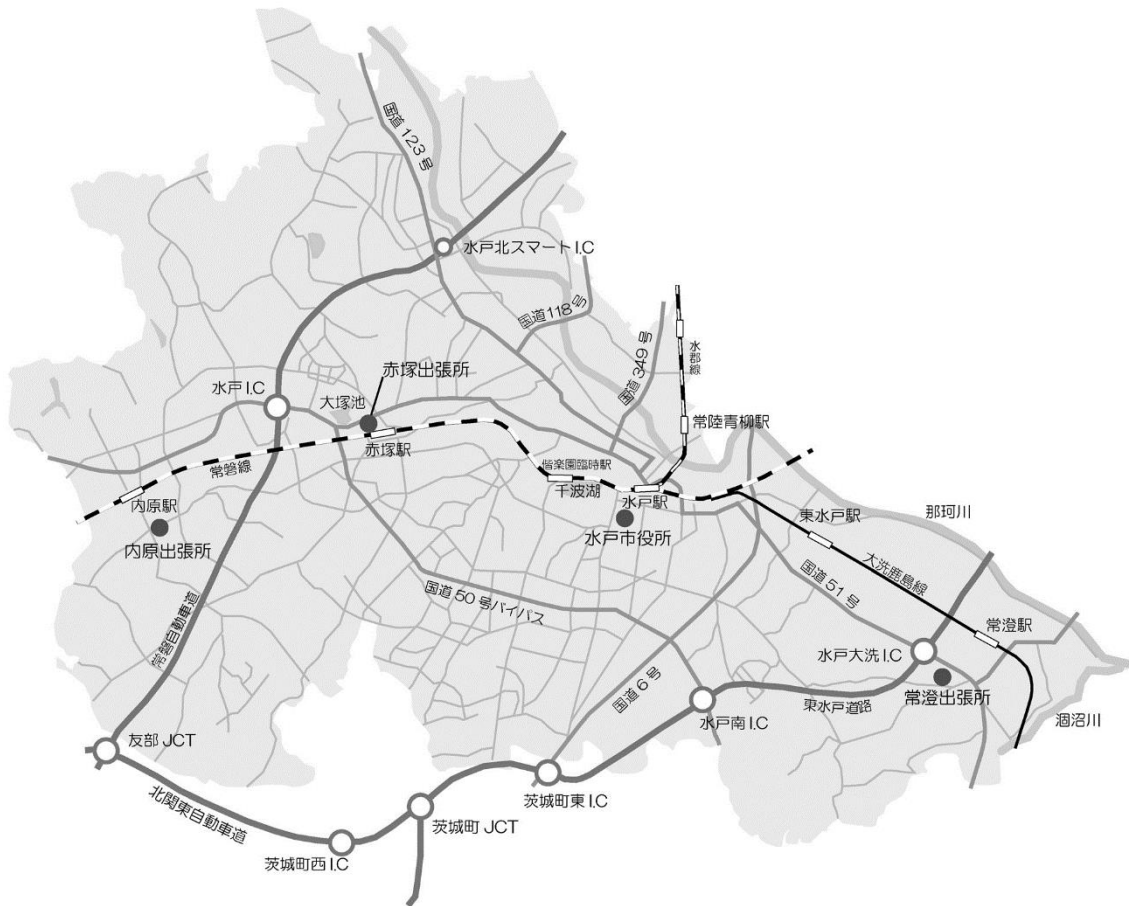 国道123号
水戸北スマートI.C
国道118号
国道349号
水郡線
赤塚出張所
水戸I.C
大塚池
常陸青柳駅
赤塚駅
常磐線
偕楽園臨時駅
千波湖
水戸駅
内原駅
内原出張所
水戸市役所
東水戸駅
那珂川
大洗鹿島線
国道51号
国道50号バイパス
常磐自動車道
常澄駅
水戸大洗I.C
常澄出張所
国道6号
東水戸道路
水戸南I.C
涸沼川
友部JCT
北関東自動車道
茨城町東I.C
茨城町JCT
茨城町西I.C